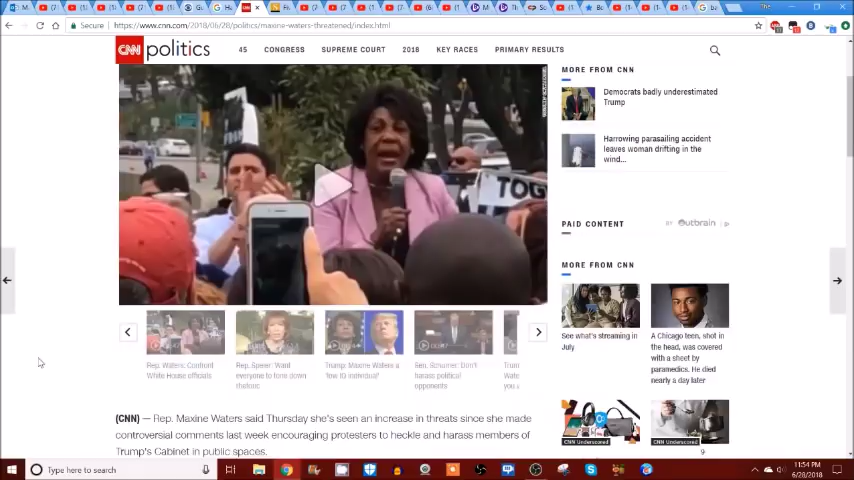 Secure
https://www.cnn.com/2018/06/28/politics/maxine-waters-threatened/index.html
CNN politics
45 CONGRESS SUPREME COURT 2018 KEY RACES PRIMARY RESULTS
TOG
MORE FROM CNN
Democrats badly underestimated
Trump
Harrowing parasailing accident
leaves woman drifting in the
wind...
PAID CONTENT
BY Outbrain
MORE FROM CNN
See what's streaming in
July
A Chicago teen, shot in
the head, was covered
with a sheet by
paramedics. He died
nearly a day later
CNN Underscored
CNN Underscored
Rep. Waters: Confront
White House officials
Rep. Speier: Want
everyone to tone down
rhetoric
Trump: Maxine Waters a
'low IQ individual'
Sen. Schumer: Don't
harass political
opponents
(CNN) — Rep. Maxine Waters said Thursday she's seen an increase in threats since she made
controversial comments last week encouraging protesters to heckle and harass members of
Trump's Cabinet in public spaces.
Type here to search
11:54 PM
6/28/2018